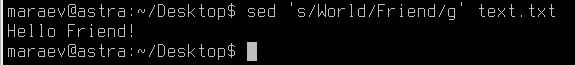 maraev@astra:~/Desktop$ sed 's/World/Friend/g' text.txt
Hello Friend!
maraev@astra:~/Desktop$